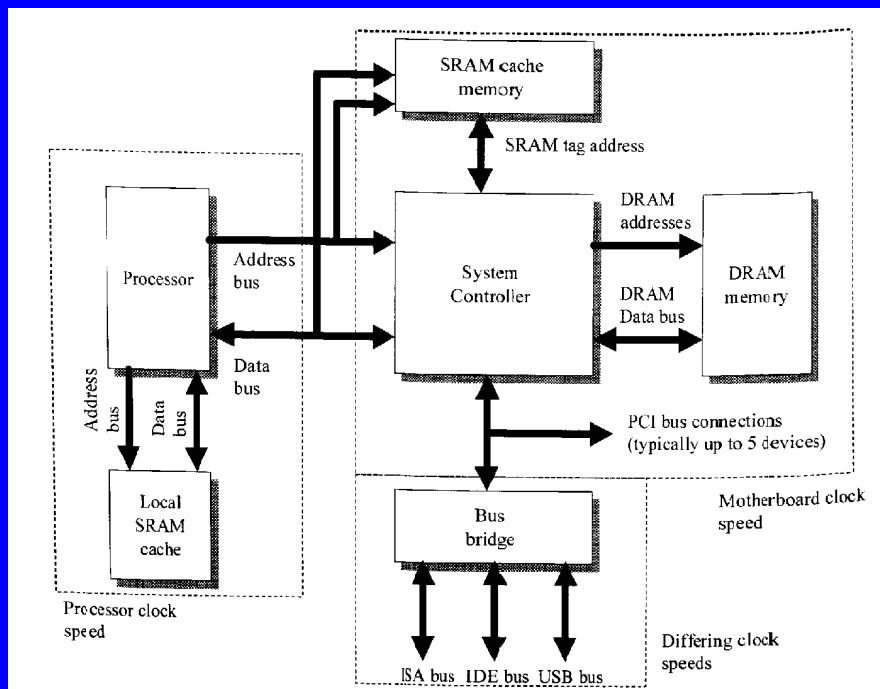 SRAM cache
memory
SRAM tag address
Processor
Address
bus
Data
bus
System
Controller
DRAM
addresses
DRAM
Data bus
DRAM
memory
Address
bus
Data
bus
Local
SRAM
cache
Processor clock
speed
PCI bus connections
(typically up to 5 devices)
Motherboard clock
speed
Bus
bridge
ISA bus
IDE bus
USB bus
Differing clock
speeds